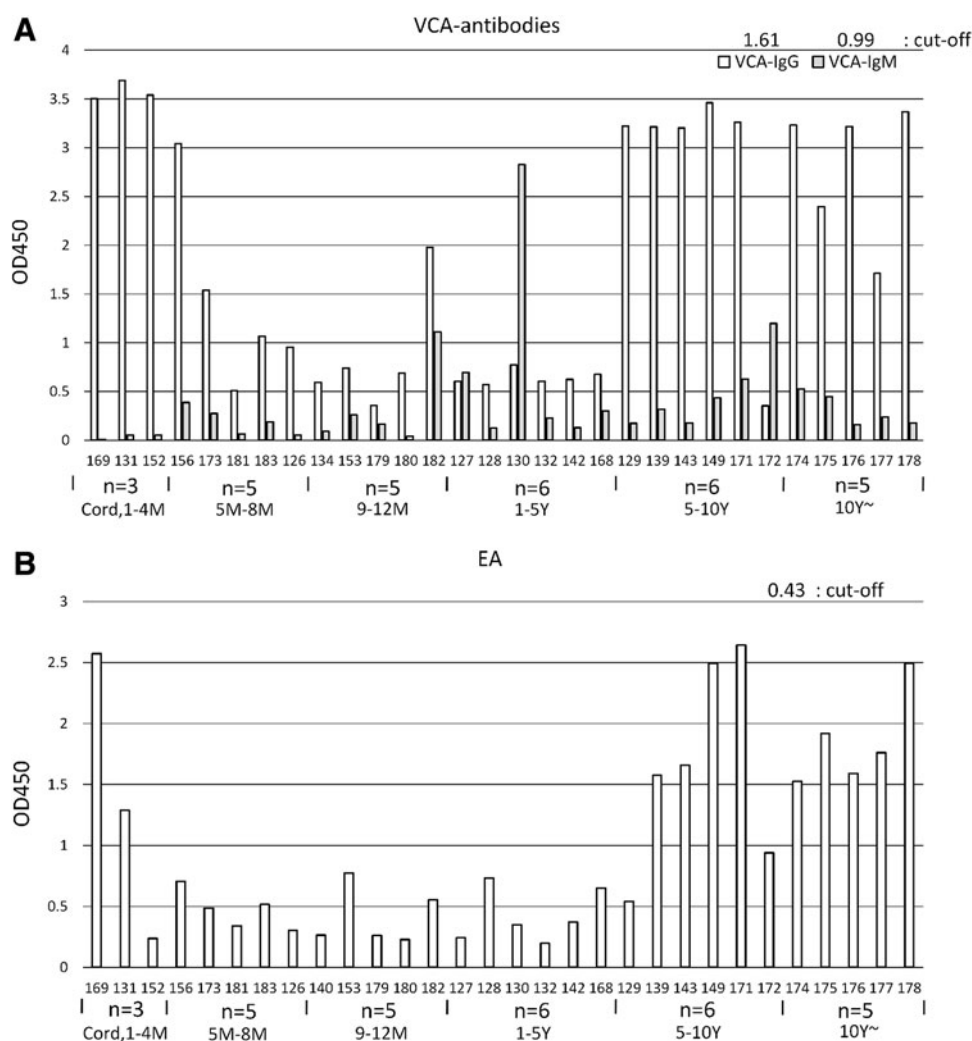 A
VCA-antibodies
1.61 0.99 : cut-off
VCA-IgG VCA-IgM
4
3.5
3
2.5
2
1.5
1
0.5
0
OD450
169 131 152 156 173 181 183 126 134 153 179 180 182 127 128 130 132 142 168 129 139 143 149 171 172 174 175 176 177 178
n=3 n=5 n=5 n=6 n=6 n=5
Cord,1-4M 5M-8M 9-12M 1-5Y 5-10Y 10Y~
B
EA
0.43 : cut-off
3
2.5
2
1.5
1
0.5
0
OD450
169 131 152 156 173 181 183 126 140 153 179 180 182 127 128 130 132 142 168 129 139 143 149 171 172 174 175 176 177 178
n=3 n=5 n=5 n=6 n=6 n=5
Cord,1-4M 5M-8M 9-12M 1-5Y 5-10Y 10Y~